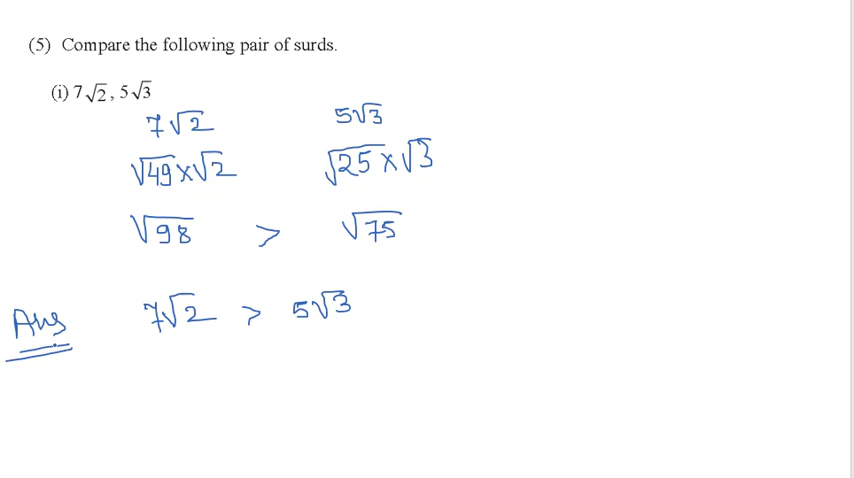 (5) Compare the following pair of surds.
(i) 7√2, 5√3
7√2 5√3
√49×√2 √25×√3
√98 > √75
Ans 7√2 > 5√3